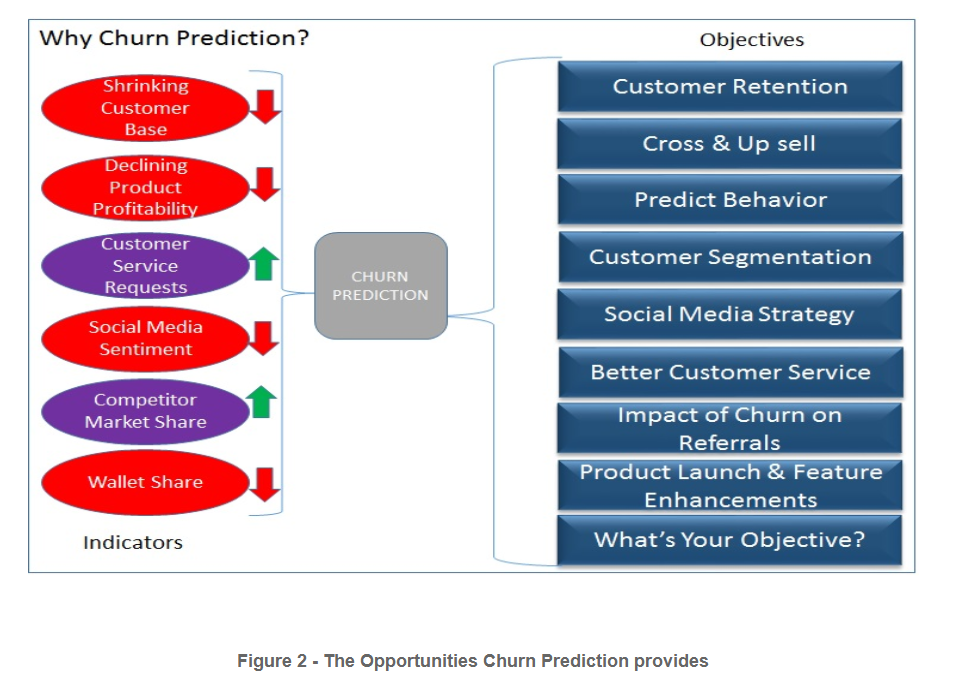 Why Churn Prediction?
Shrinking
Customer
Base
Declining
Product
Profitability
Customer
Service
Requests
Social Media
Sentiment
Competitor
Market Share
Wallet Share
Indicators
CHURN
PREDICTION
Objectives
Customer Retention
Cross & Up sell
Predict Behavior
Customer Segmentation
Social Media Strategy
Better Customer Service
Impact of Churn on
Referrals
Product Launch & Feature
Enhancements
What's Your Objective?
Figure 2 - The Opportunities Churn Prediction provides